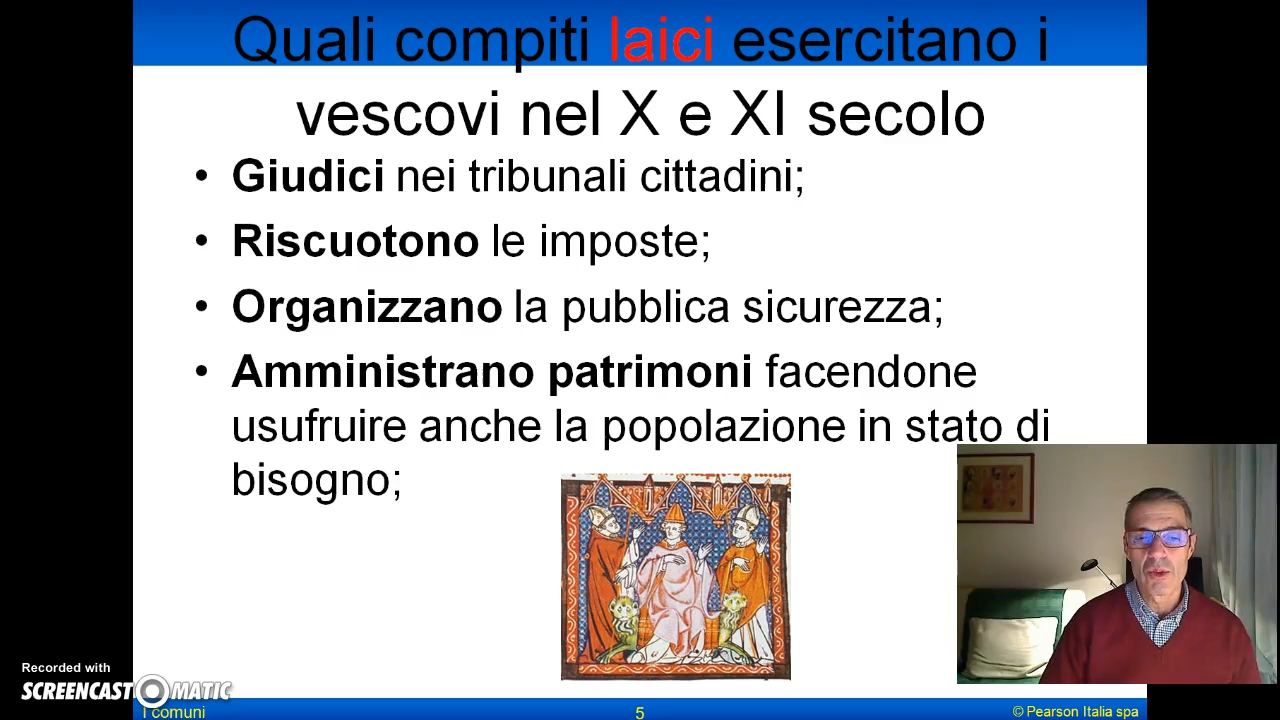 Quali compiti laici esercitano i
vescovi nel X e XI secolo
• Giudici nei tribunali cittadini;
• Riscuotono le imposte;
• Organizzano la pubblica sicurezza;
• Amministrano patrimoni facendone
usufruire anche la popolazione in stato di
bisogno;
Recorded with
SCREENCAST-O-MATIC
I comuni
5
© Pearson Italia spa